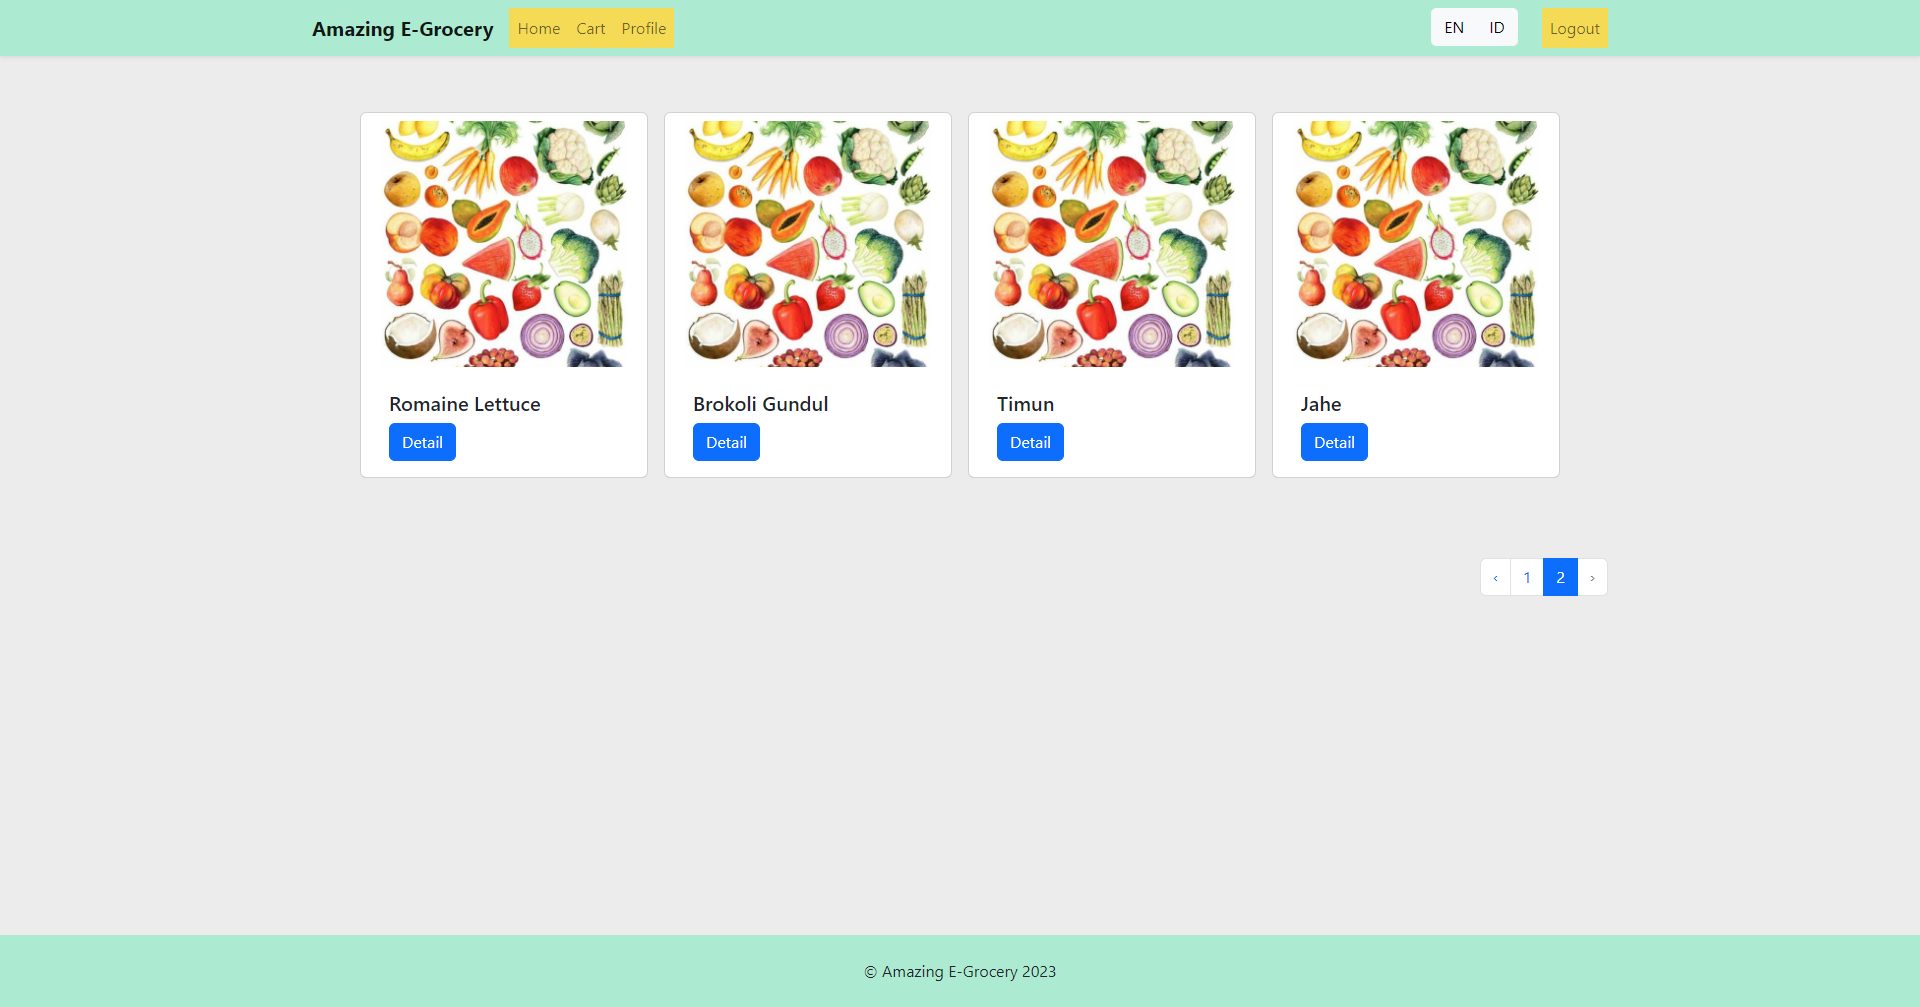 Amazing E-Grocery Home Cart Profile EN ID Logout
Romaine Lettuce
Detail
Brokoli Gundul
Detail
Timun
Detail
Jahe
Detail
‹ 1 2 ›
© Amazing E-Grocery 2023